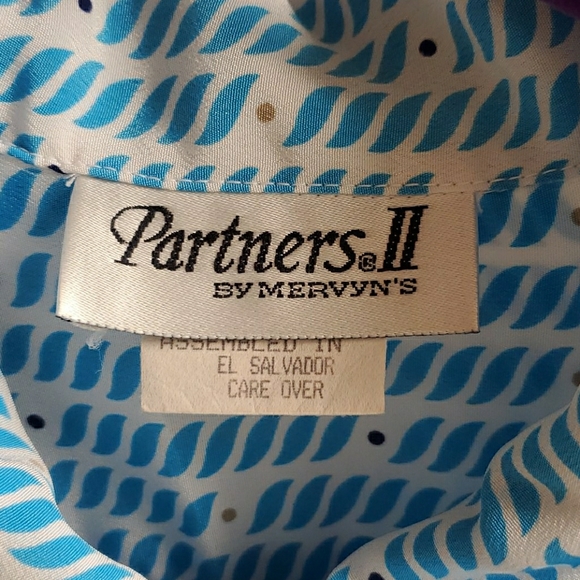 Partners® II
BY MERVYN'S
ASSEMBLED IN
EL SALVADOR
CARE OVER